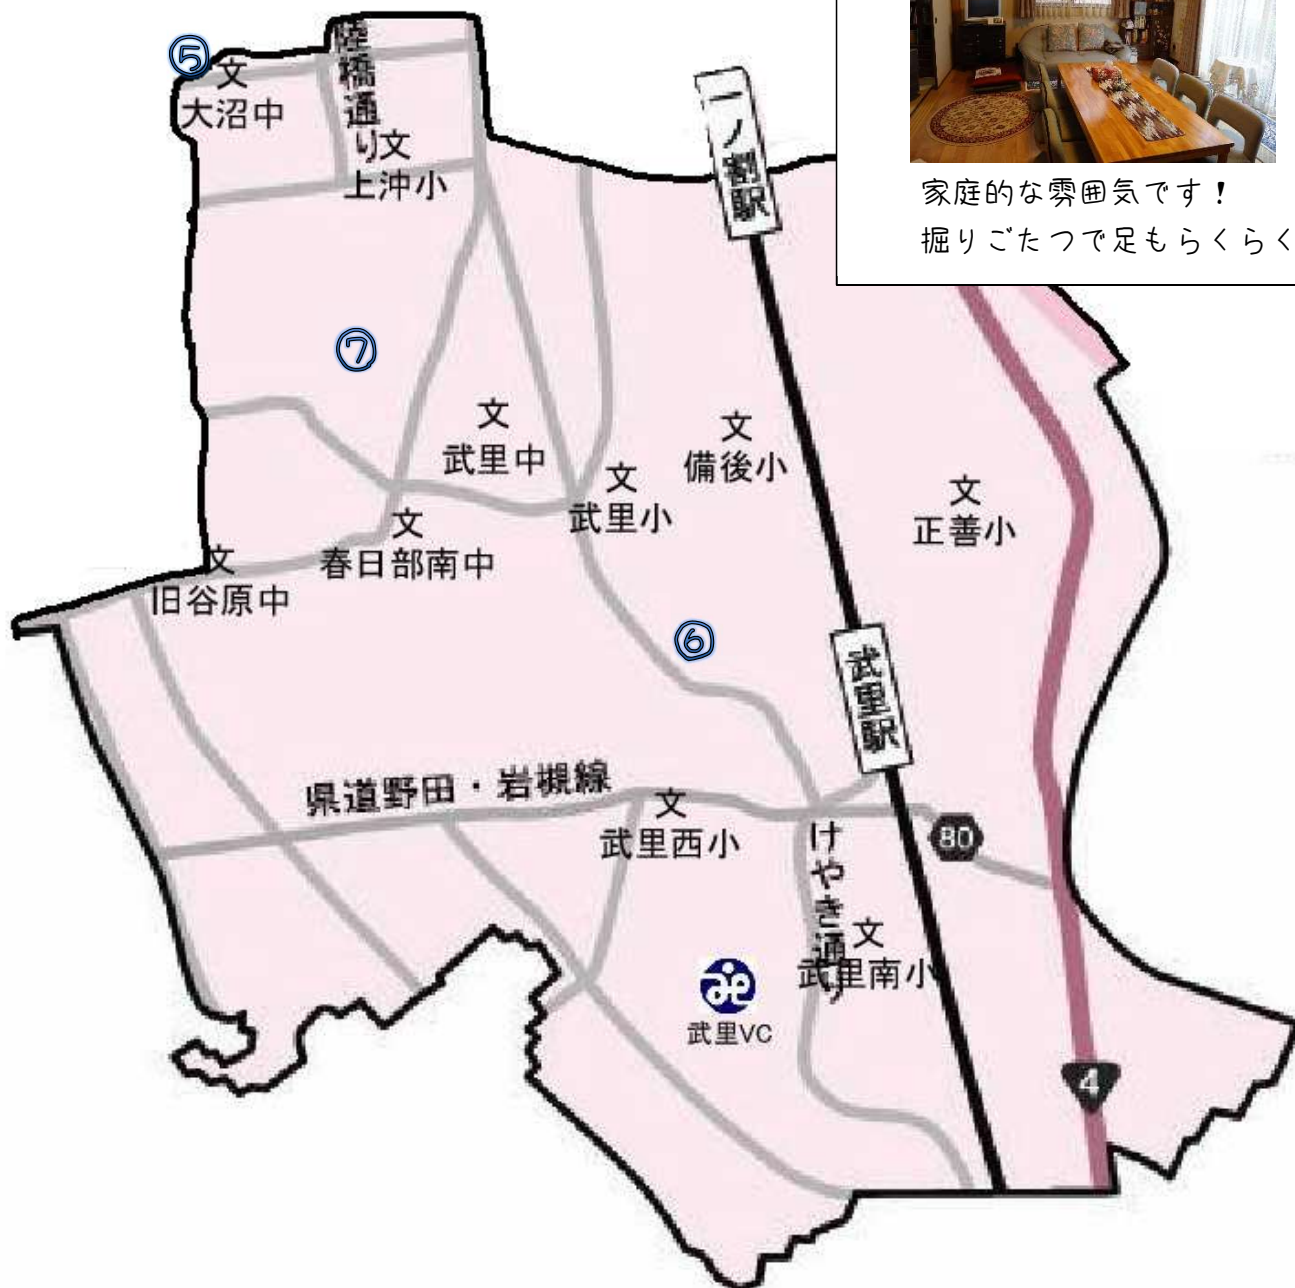 家庭的な雰囲気です！
掘りごたつで足もらくらく
⑤
文
大沼中
陸橋通り
文
上沖小
一ノ割駅
⑦
文
武里中
文
備後小
文
武里小
文
正善小
文
春日部南中
文
旧谷原中
⑥
武里駅
県道野田・岩槻線
文
武里西小
80
けやき通り
文
武里南小
武里VC
4